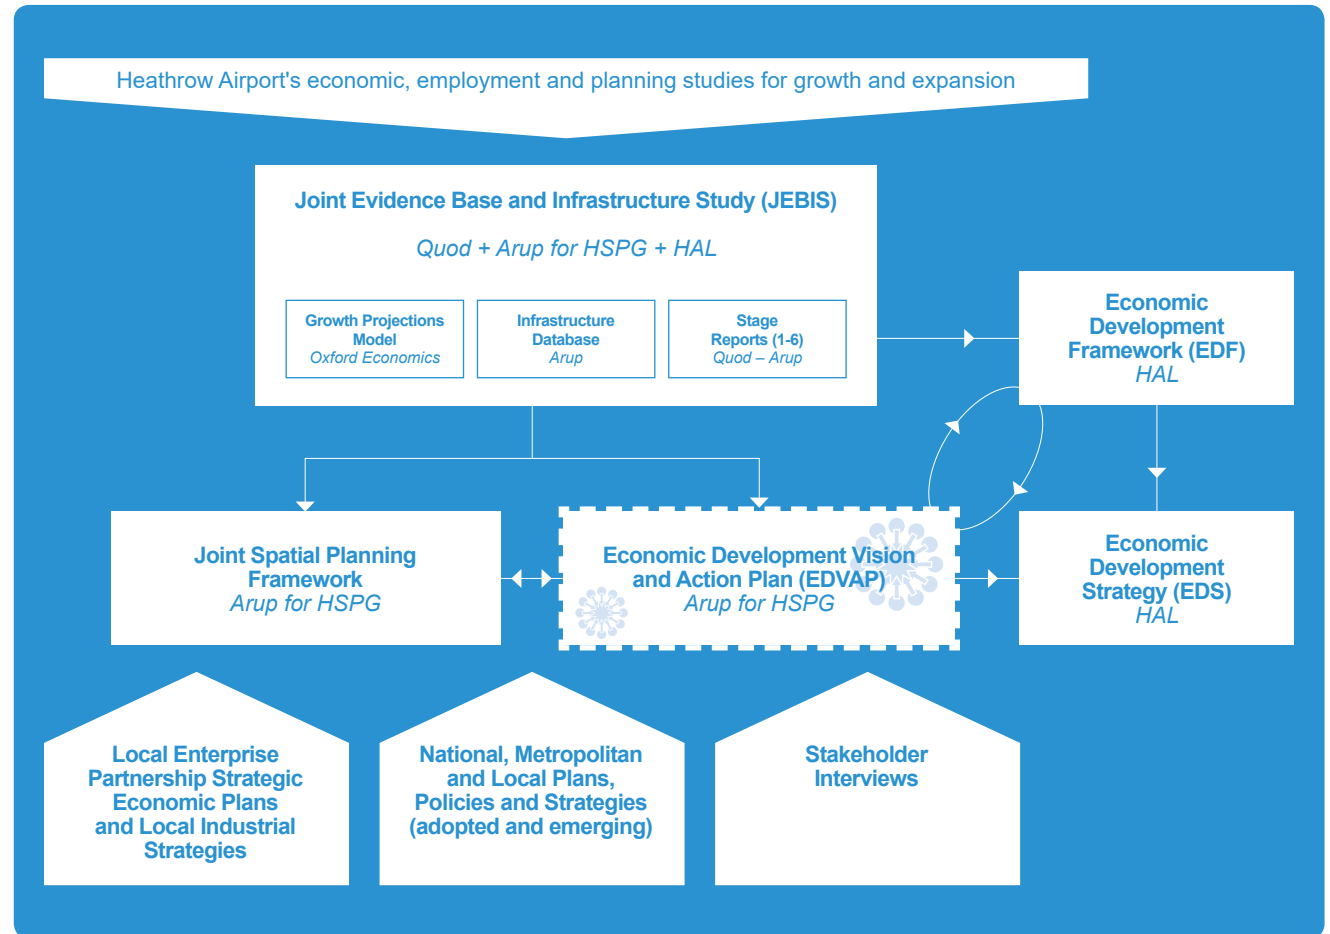 Heathrow Airport's economic, employment and planning studies for growth and expansion
Joint Evidence Base and Infrastructure Study (JEBIS)
Quod + Arup for HSPG + HAL
Growth Projections
Model
Oxford Economics
Infrastructure
Database
Arup
Stage
Reports (1-6)
Quod – Arup
Economic
Development
Framework (EDF)
HAL
Joint Spatial Planning
Framework
Arup for HSPG
Economic Development Vision
and Action Plan (EDVAP)
Arup for HSPG
Economic
Development
Strategy (EDS)
HAL
Local Enterprise
Partnership Strategic
Economic Plans
and Local Industrial
Strategies
National, Metropolitan
and Local Plans,
Policies and Strategies
(adopted and emerging)
Stakeholder
Interviews